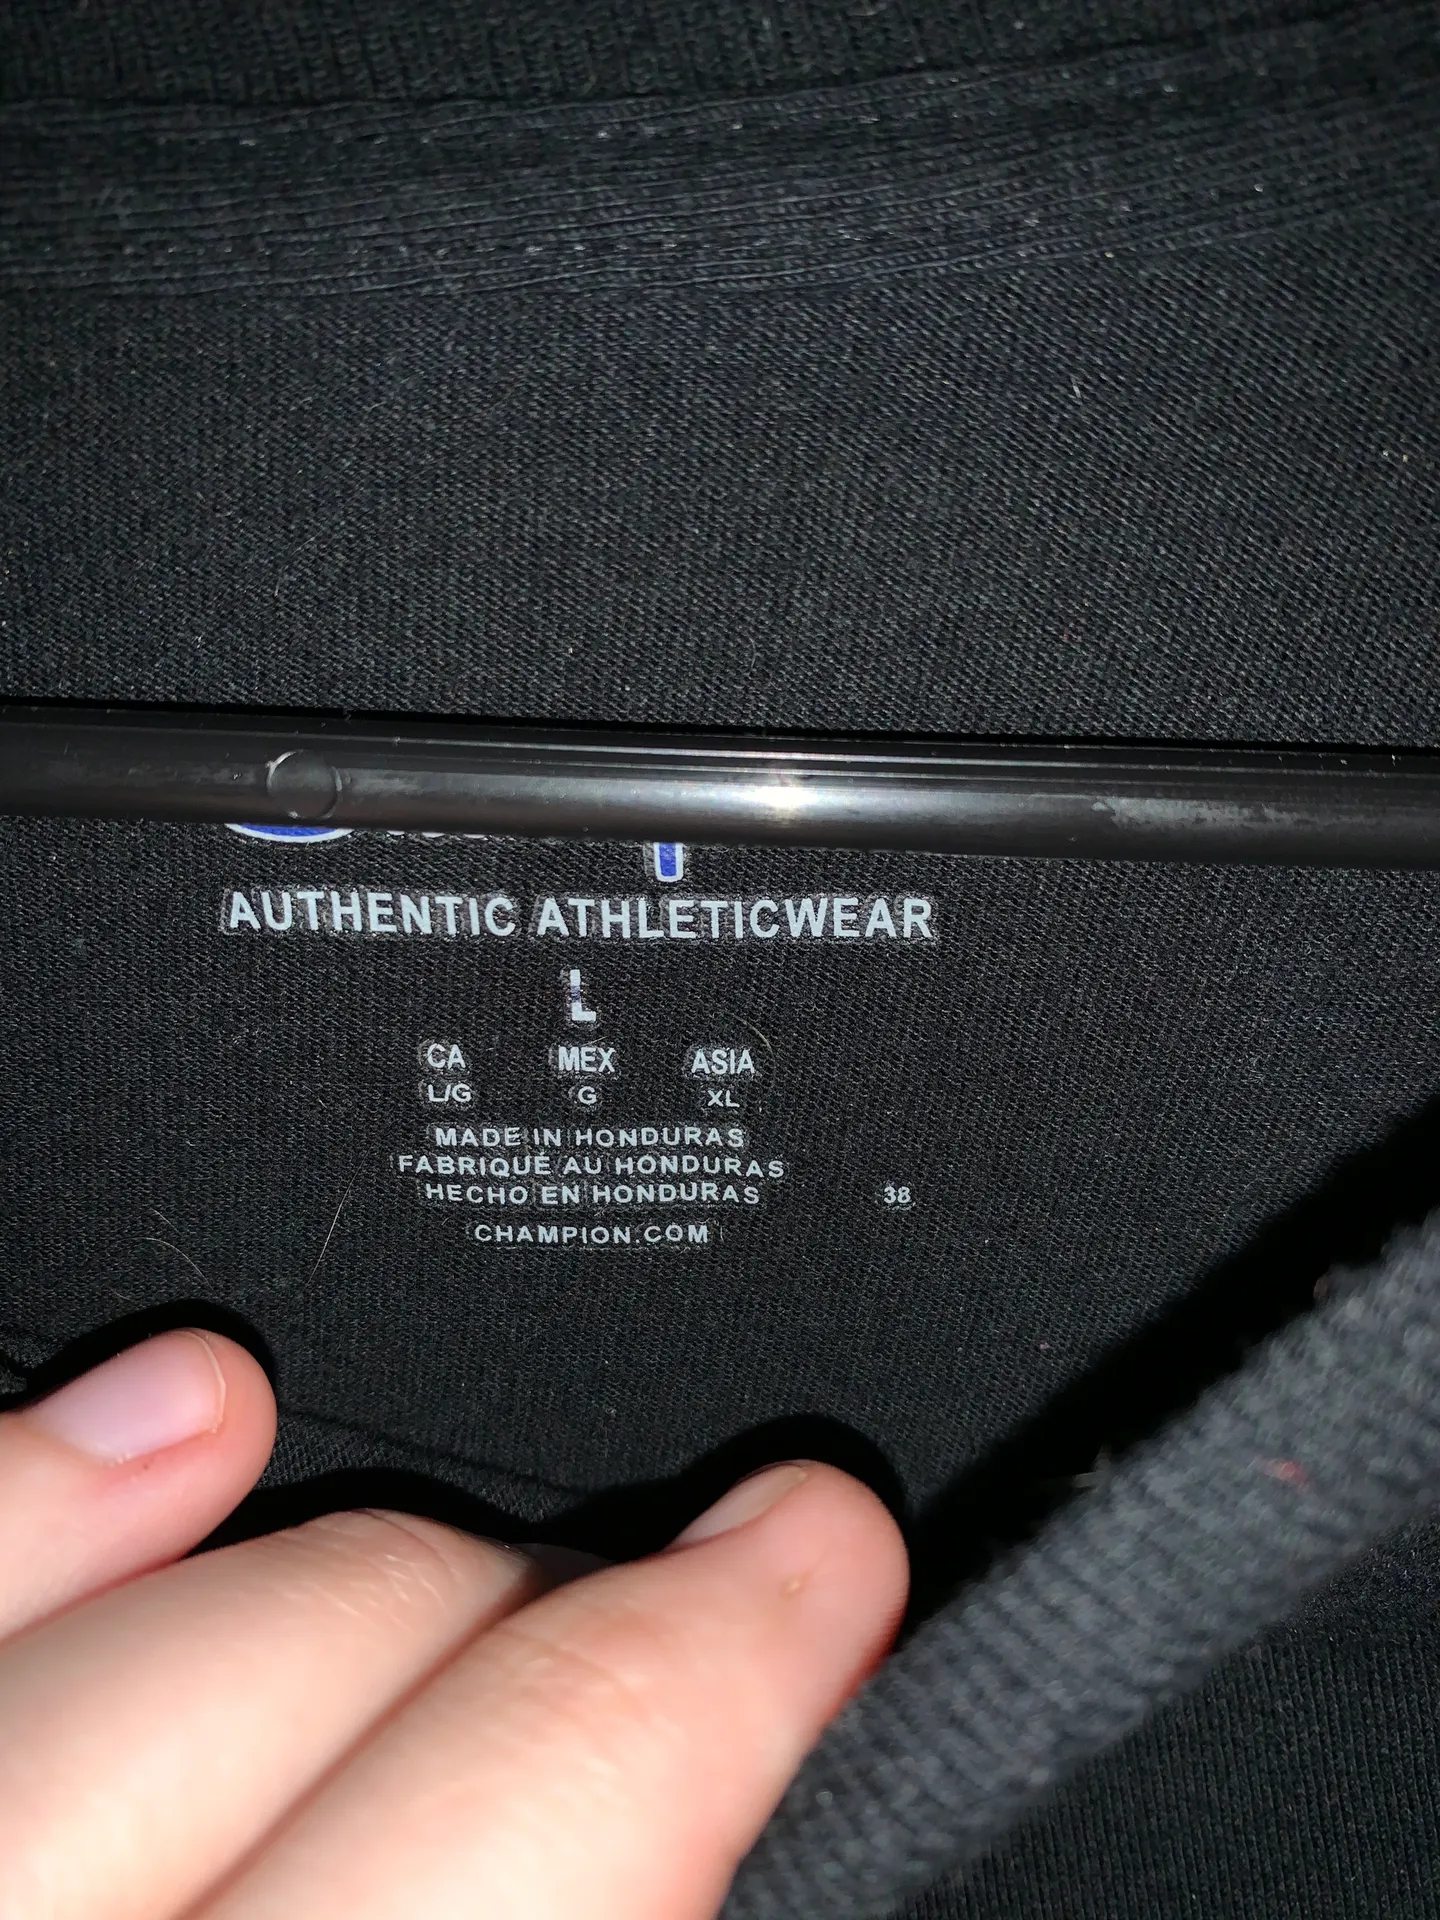 AUTHENTIC ATHLETICWEAR
L
CA MEX ASIA
L/G G XL
MADE IN HONDURAS
FABRIQUÉ AU HONDURAS
HECHO EN HONDURAS 38
CHAMPION.COM